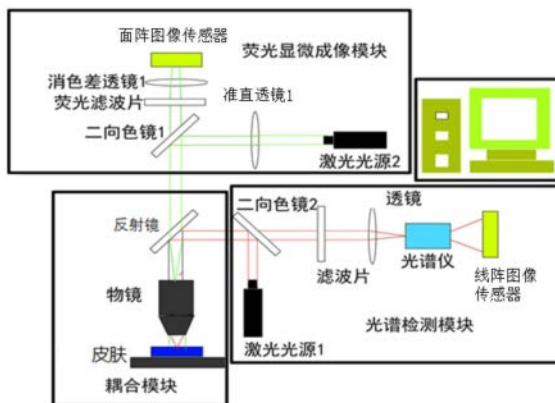 面阵图像传感器
荧光显微成像模块
消色差透镜1
荧光滤波片
准直透镜1
二向色镜1
激光光源2
二向色镜2
透镜
反射镜
物镜
滤波片
光谱仪
线阵图像
传感器
激光光源1
光谱检测模块
皮肤
耦合模块